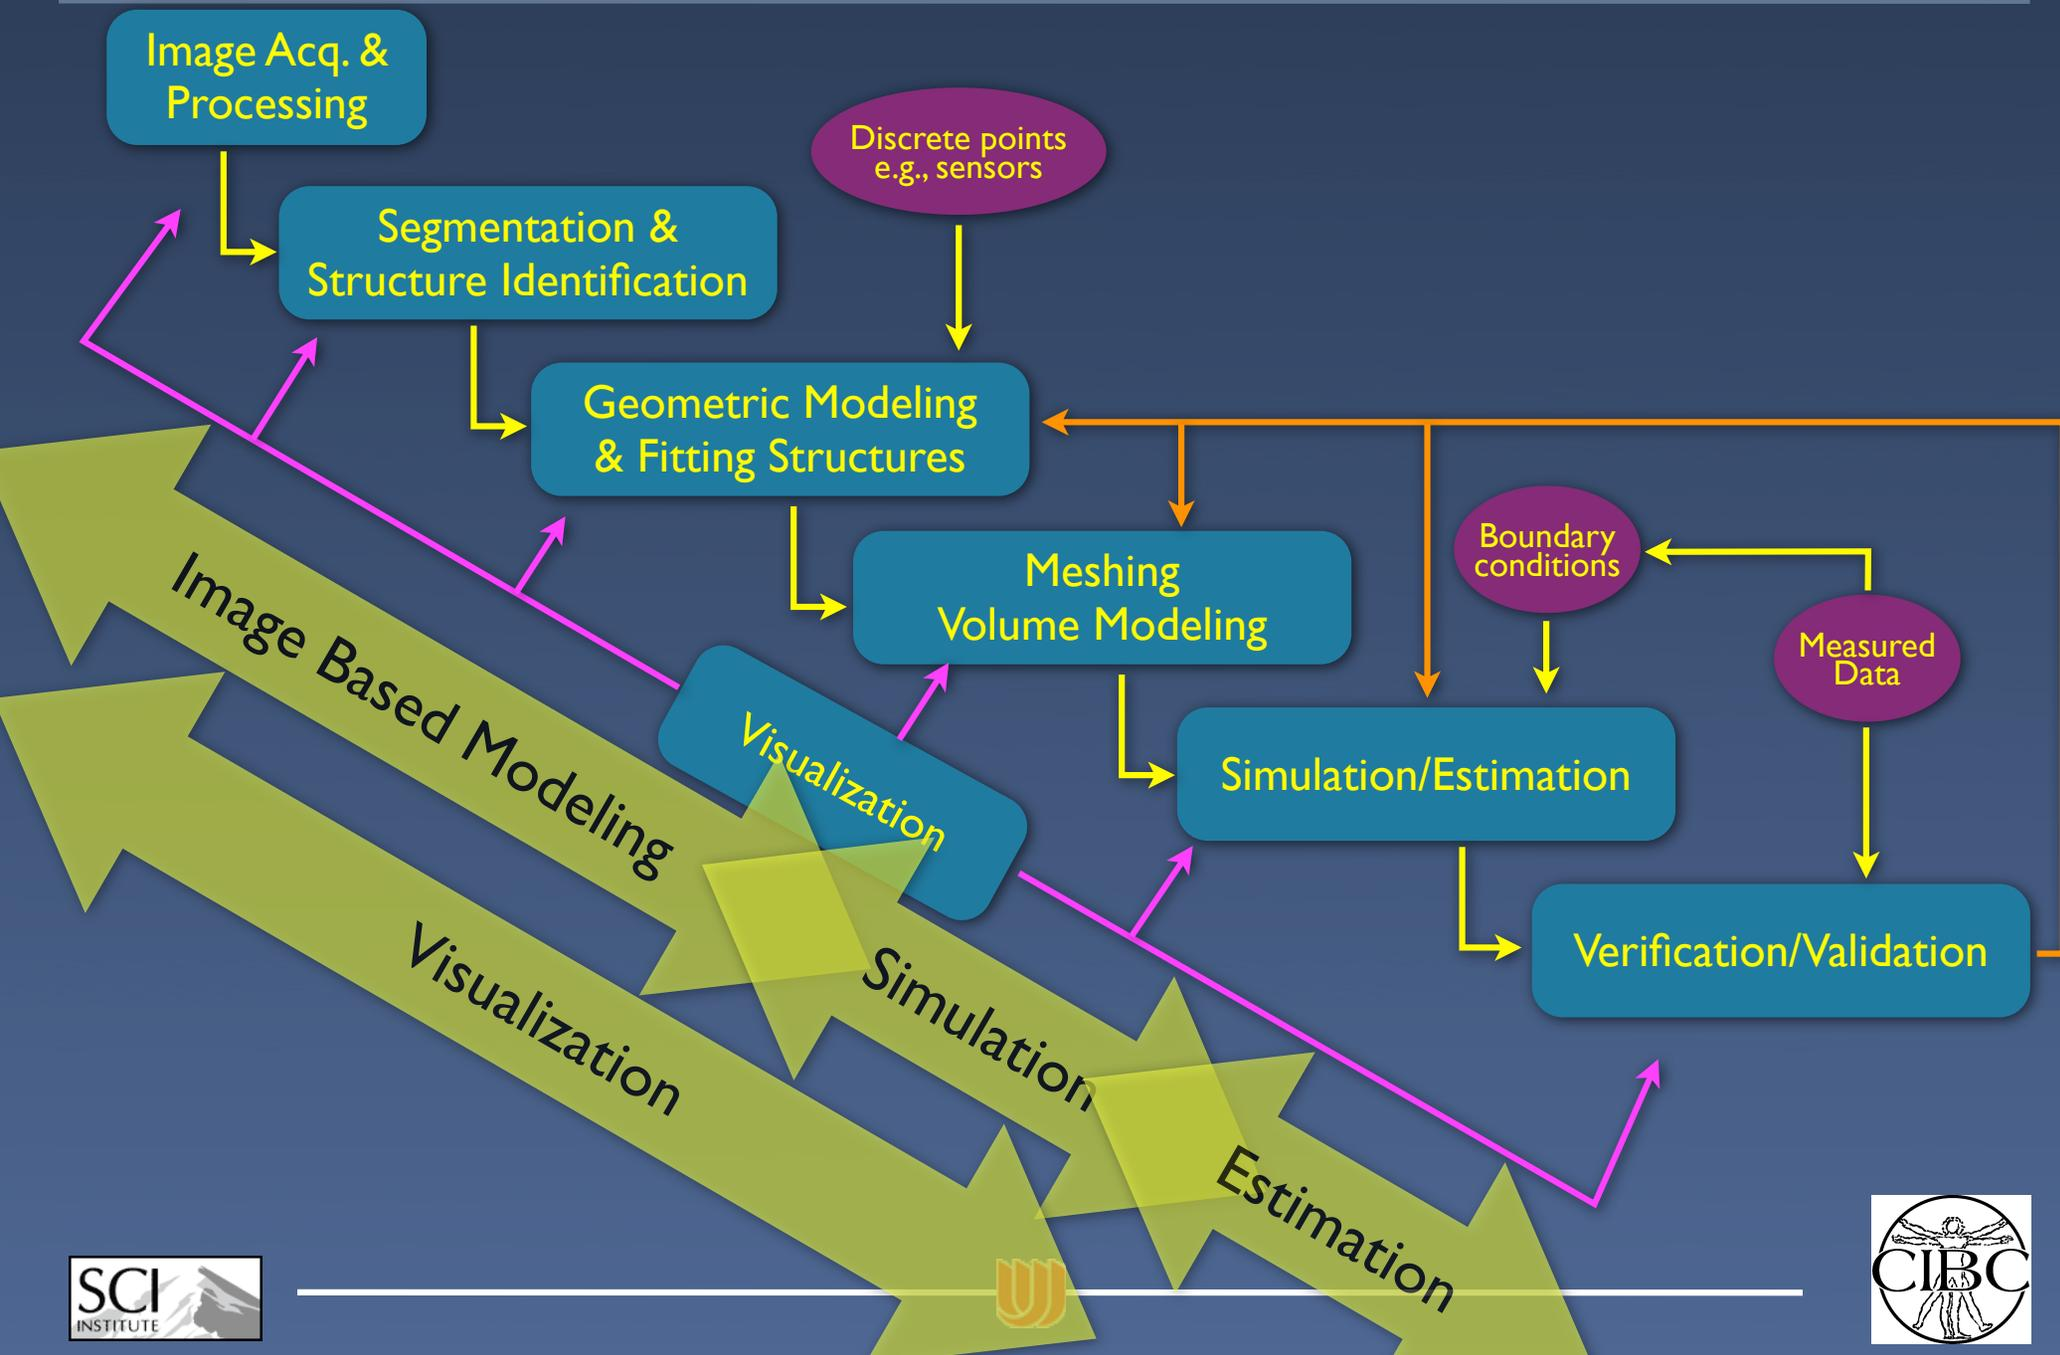 Image Acq. &
Processing
Discrete points
e.g., sensors
Segmentation &
Structure Identification
Geometric Modeling
& Fitting Structures
Boundary
conditions
Meshing
Volume Modeling
Measured
Data
Image Based Modeling
Visualization
Simulation/Estimation
Verification/Validation
Visualization
Simulation
Estimation
SCI
INSTITUTE
U
CIBC